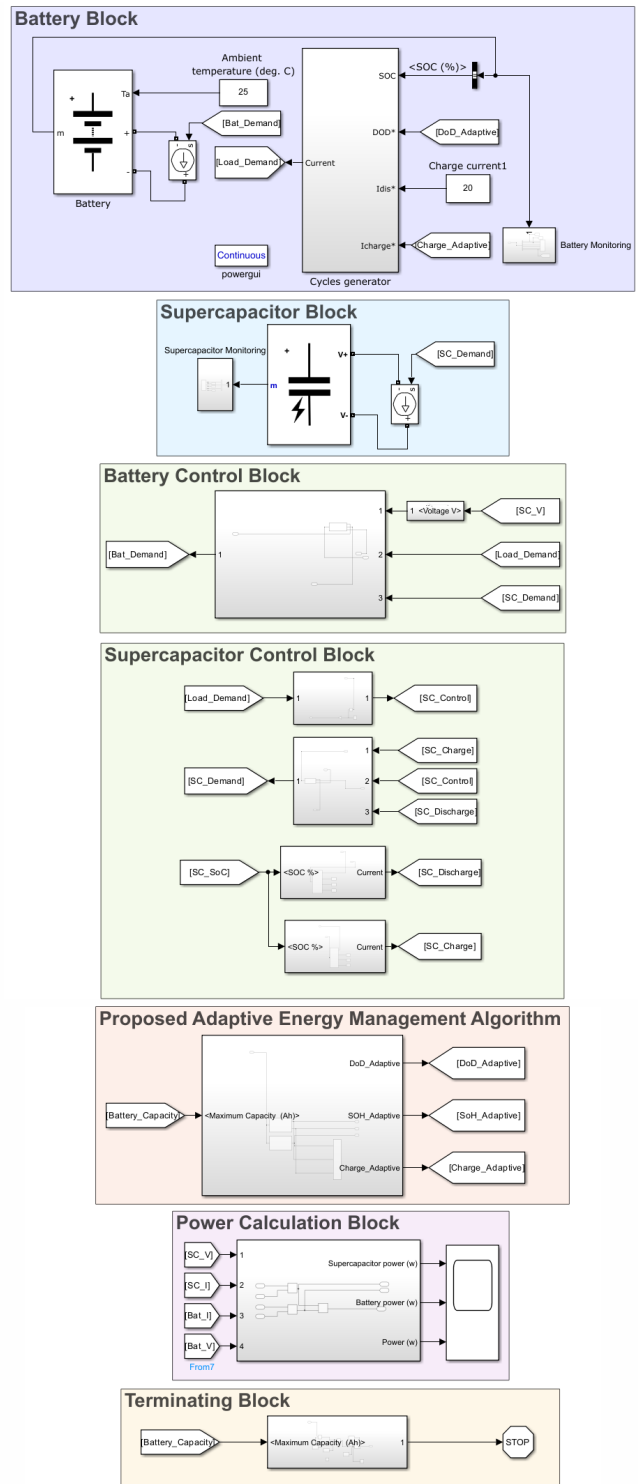 Battery Block
Ambient
temperature (deg. C)
25
Ta
+
m
+
-
Battery
[Bat_Demand]
-
s
+
[Load_Demand]
Current
SOC
DOD*
Idis*
Icharge*
Cycles generator
<SOC (%)>
[DoD_Adaptive]
Charge current1
20
[Charge_Adaptive]
1
Battery Monitoring
Continuous
powergui
Supercapacitor Block
Supercapacitor Monitoring
1
m
+
V+
V-
[SC_Demand]
-
s
+
Battery Control Block
[Bat_Demand]
1
1
2
3
1 <Voltage V>
[SC_V]
[Load_Demand]
[SC_Demand]
Supercapacitor Control Block
[Load_Demand]
1
1
[SC_Control]
[SC_Demand]
1
1
2
3
[SC_Charge]
[SC_Control]
[SC_Discharge]
[SC_SoC]
<SOC %>
Current
[SC_Discharge]
<SOC %>
Current
[SC_Charge]
Proposed Adaptive Energy Management Algorithm
[Battery_Capacity]
<Maximum Capacity (Ah)>
DoD_Adaptive
[DoD_Adaptive]
SOH_Adaptive
[SoH_Adaptive]
Charge_Adaptive
[Charge_Adaptive]
Power Calculation Block
[SC_V]
1
[SC_I]
2
[Bat_I]
3
[Bat_V]
4
From7
Supercapacitor power (w)
Battery power (w)
Power (w)
Terminating Block
[Battery_Capacity]
<Maximum Capacity (Ah)>
1
STOP